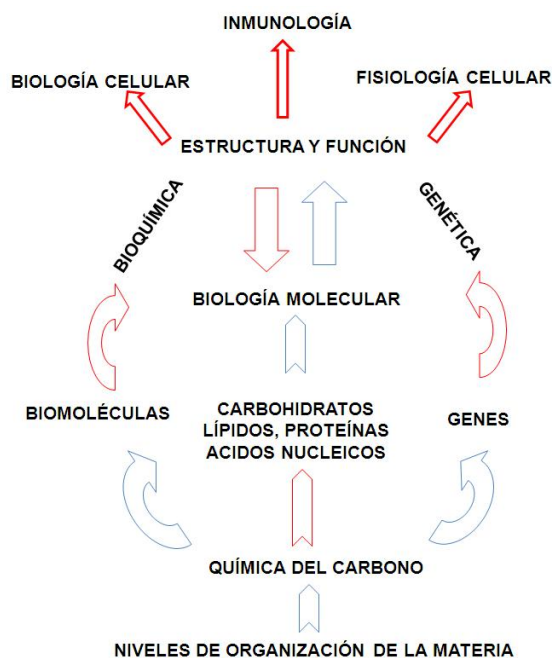 INMUNOLOGÍA
BIOLOGÍA CELULAR
FISIOLOGÍA CELULAR
ESTRUCTURA Y FUNCIÓN
BIOQUÍMICA
GENÉTICA
BIOLOGÍA MOLECULAR
BIOMOLÉCULAS
CARBOHIDRATOS
LÍPIDOS, PROTEÍNAS
ACIDOS NUCLEICOS
GENES
QUÍMICA DEL CARBONO
NIVELES DE ORGANIZACIÓN DE LA MATERIA